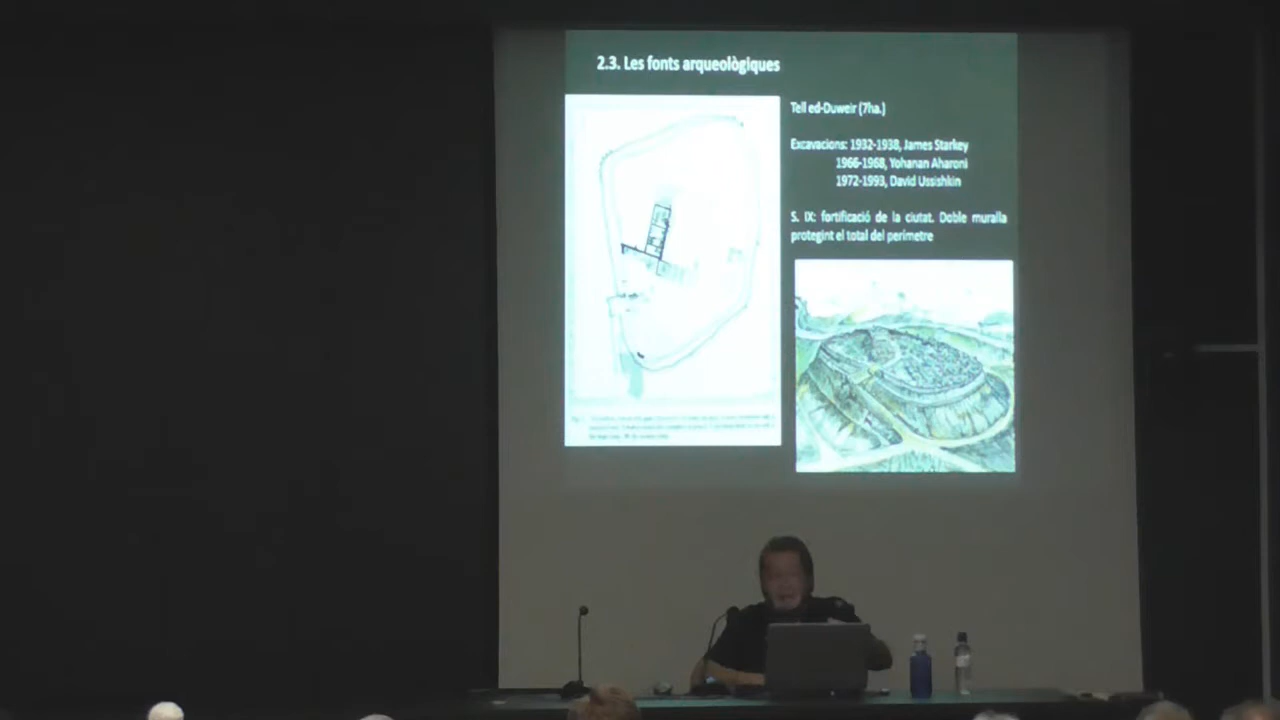 2.3. Les fonts arqueològiques
Tell ed-Duweir (7ha.)
Excavacions: 1932-1938, James Starkey
1966-1968, Yohanan Aharoni
1972-1993, David Ussishkin
S. IX: fortificació de la ciutat. Doble muralla
protegint el total del perímetre